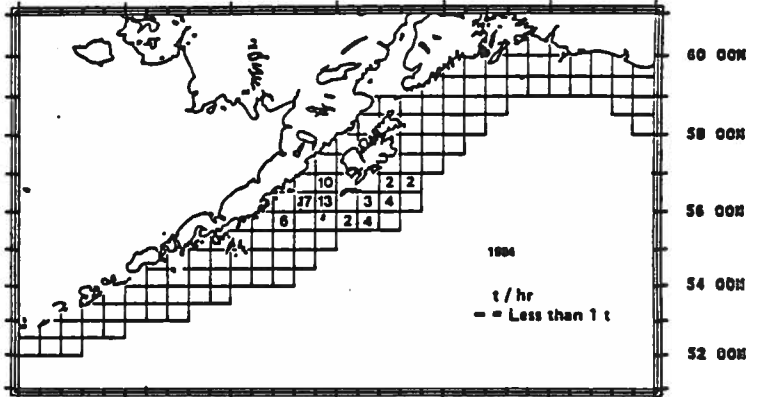 60 00N
58 00N
10 2 2
17 13 3 4
56 00N
6 2 4
1984
54 00N
t / hr
– = Less than 1 t
52 00N